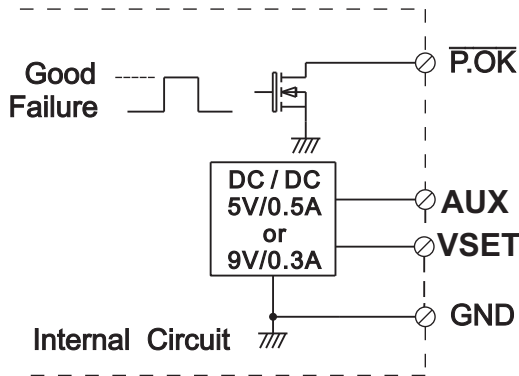 P.OK
Good
Failure
DC / DC
5V/0.5A
or
9V/0.3A
AUX
VSET
GND
Internal Circuit